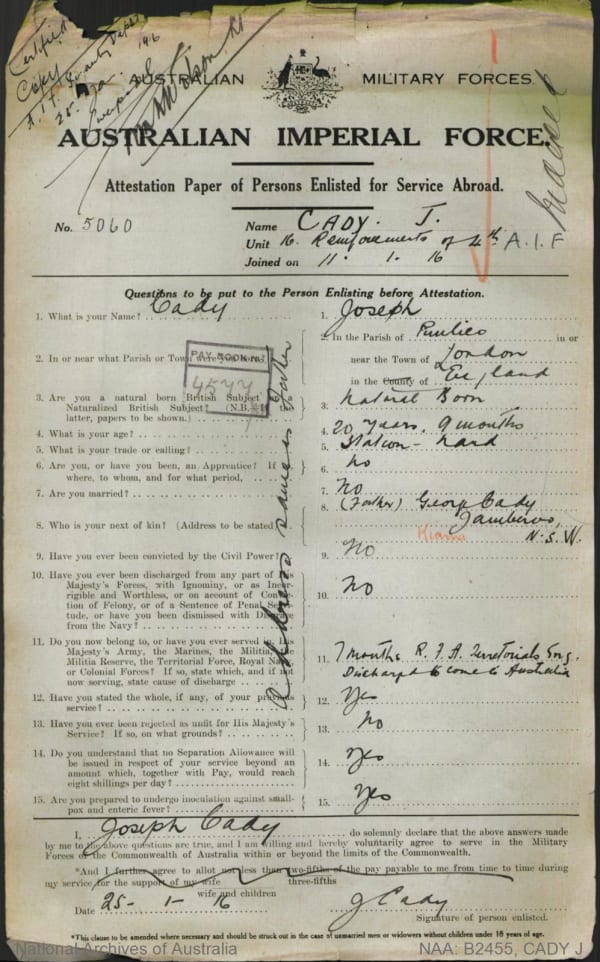 Certified
Copy
AUSTRALIAN MILITARY FORCES.
AUSTRALIAN IMPERIAL FORCE.
Attestation Paper of Persons Enlisted for Service Abroad.
No. 5060 Name CADY. J.
Unit 16 Reinforcements of 4th A.I.F
Joined on 11. 1. 16
Questions to be put to the Person Enlisting before Attestation.
1. What is your Name? Cady 1. Joseph
2. In or near what Parish or Town were you born? 2. In the Parish of Pimlico in or
near the Town of London
in the County of England
PAY BOOK No.
4577
3. Are you a natural born British Subject or a
Naturalized British Subject? (N.B.—If the
latter, papers to be shown.) 3. Natural Born
4. What is your age? 4. 20 Years. 9 months
5. What is your trade or calling? 5. Station - hand
6. Are you, or have you been, an Apprentice? If so
where, to whom, and for what period, 6. No
7. Are you married? 7. No
8. Who is your next of kin? (Address to be stated) 8. (Father) George Cady
Jamberoo,
Kiama N.S.W.
Address same as Father
9. Have you ever been convicted by the Civil Power? 9. No
10. Have you ever been discharged from any part of His
Majesty's Forces, with Ignominy, or as Incor-
rigible and Worthless, or on account of Convic-
tion of Felony, or of a Sentence of Penal Servi-
tude, or have you been dismissed with Disgrace
from the Navy? 10. No
11. Do you now belong to, or have you ever served in, His
Majesty's Army, the Marines, the Militia, the
Militia Reserve, the Territorial Force, Royal Navy
or Colonial Forces? If so, state which, and if not
now serving, state cause of discharge 11. 7 months R.F.A. Territorials Eng.
Discharged to come to Australia
12. Have you stated the whole, if any, of your previous
service? 12. Yes
13. Have you ever been rejected as unfit for His Majesty's
Service? If so, on what grounds? 13. No
14. Do you understand that no Separation Allowance will
be issued in respect of your service beyond an
amount which, together with Pay, would reach
eight shillings per day? 14. Yes
15. Are you prepared to undergo inoculation against small-
pox and enteric fever? 15. Yes
I, Joseph Cady do solemnly declare that the above answers made
by me to the above questions are true, and I am willing and hereby voluntarily agree to serve in the Military
Forces of the Commonwealth of Australia within or beyond the limits of the Commonwealth.
*And I further agree to allot not less than two-fifths of the pay payable to me from time to time during
three-fifths
my service for the support of my wife
wife and children
Date 25- 1- 16 J Cady
Signature of person enlisted.
*This clause to be amended where necessary and should be struck out in the case of unmarried men or widowers without children under 18 years of age.
National Archives of Australia NAA: B2455, CADY J